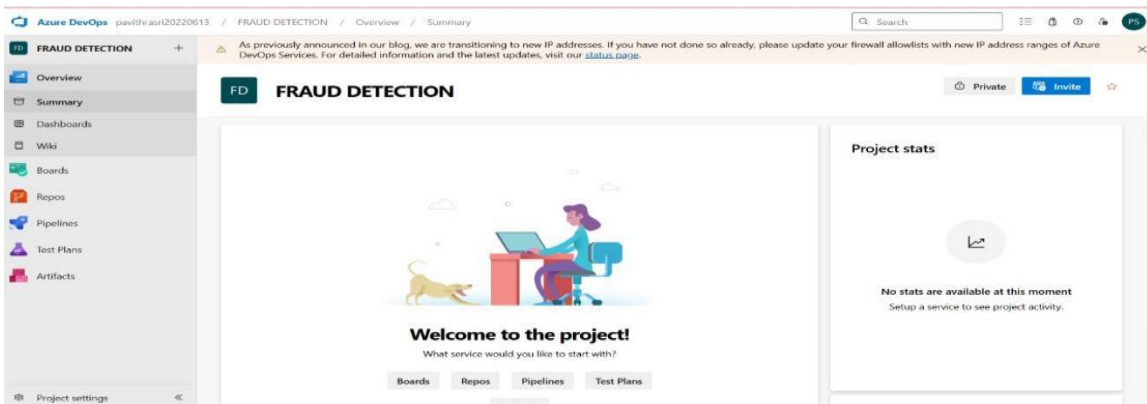 Azure DevOps pavithrasri20220613 / FRAUD DETECTION / Overview / Summary
Search
PS
FD FRAUD DETECTION +
As previously announced in our blog, we are transitioning to new IP addresses. If you have not done so already, please update your firewall allowlists with new IP address ranges of Azure
DevOps Services. For detailed information and the latest updates, visit our status page.
Overview
Summary
Dashboards
Wiki
Boards
Repos
Pipelines
Test Plans
Artifacts
Project settings
FD FRAUD DETECTION
Private
Invite
Welcome to the project!
What service would you like to start with?
Boards Repos Pipelines Test Plans
Project stats
No stats are available at this moment
Setup a service to see project activity.